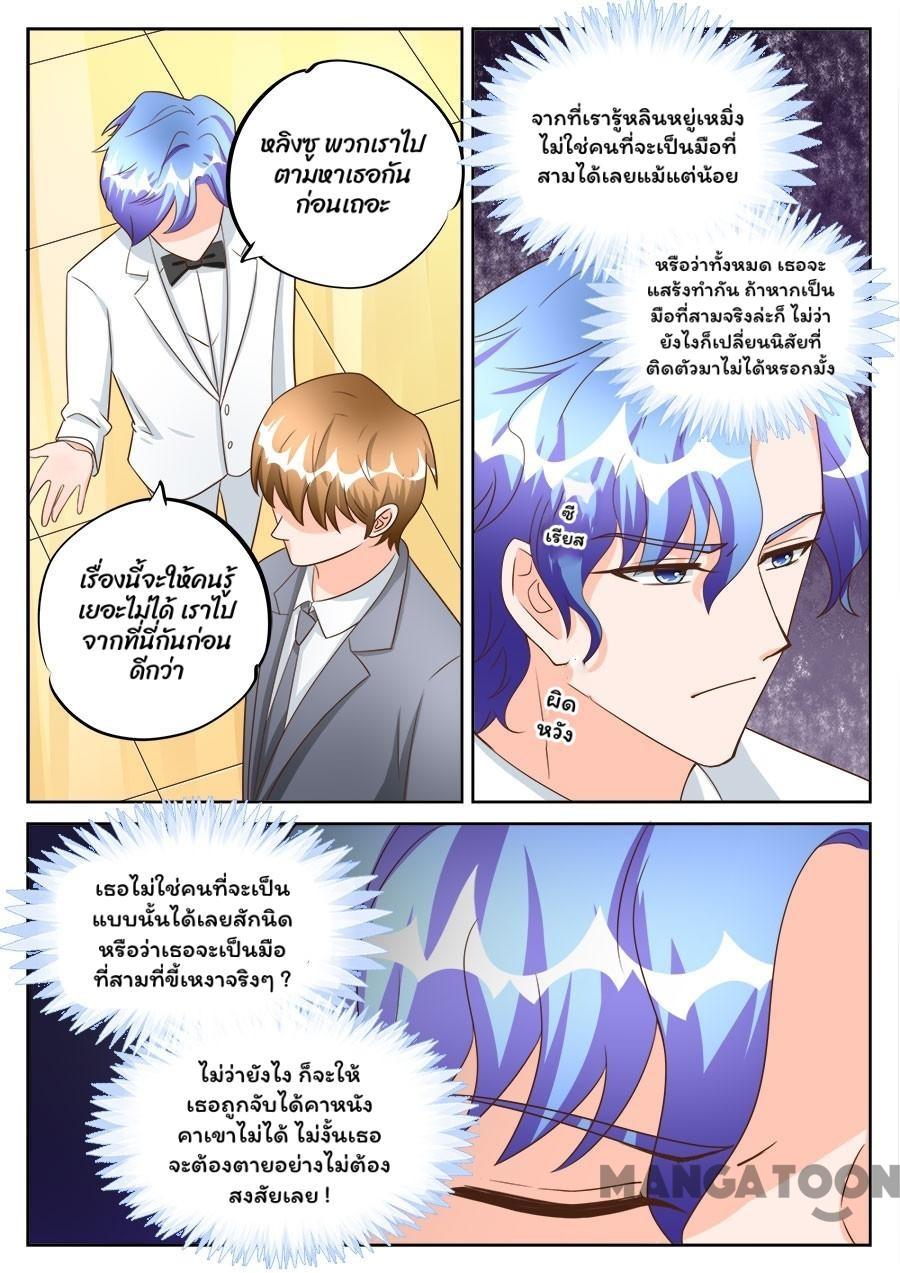 หลิงซู พวกเราไป
ตามหาเธอกัน
ก่อนเถอะ
เรื่องนี้จะให้คนรู้
เยอะไม่ได้ เราไป
จากที่นี่กันก่อน
ดีกว่า
จากที่เรารู้หลินหยู่เหมิ่ง
ไม่ใช่คนที่จะเป็นมือที่
สามได้เลยแม้แต่น้อย
หรือว่าทั้งหมด เธอจะ
แสร้งทำกัน ถ้าหากเป็น
มือที่สามจริงล่ะก็ ไม่ว่า
ยังไงก็เปลี่ยนนิสัยที่
ติดตัวมาไม่ได้หรอกมั้ง
ซี
เรียส
ผิด
หวัง
เธอไม่ใช่คนที่จะเป็น
แบบนั้นได้เลยสักนิด
หรือว่าเธอจะเป็นมือ
ที่สามที่ขี้เหงาจริงๆ ?
ไม่ว่ายังไง ก็จะให้
เธอถูกจับได้คาหนัง
คาเขาไม่ได้ ไม่งั้นเธอ
จะต้องตายอย่างไม่ต้อง
สงสัยเลย !
MANGATOON